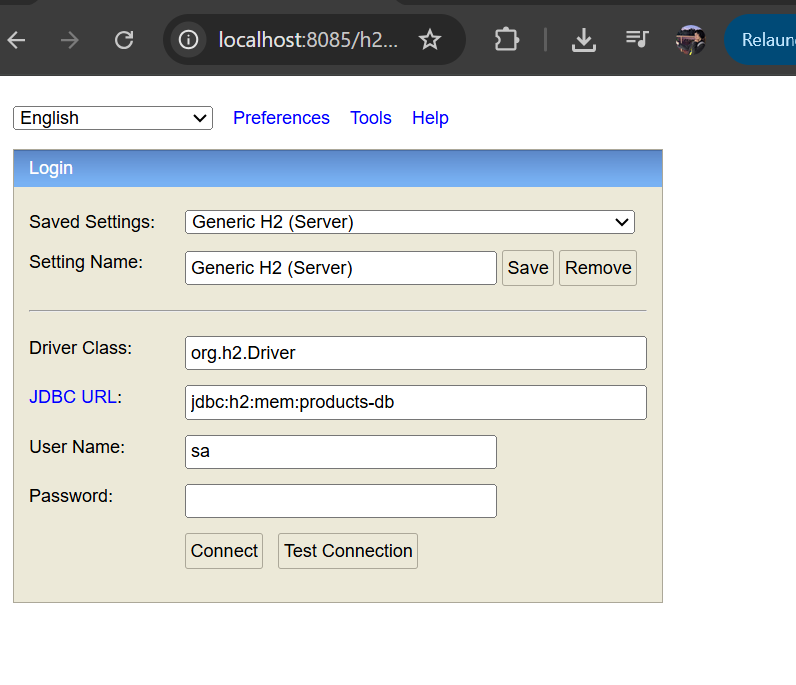 localhost:8085/h2...
Relaun
English Preferences Tools Help
Login
Saved Settings: Generic H2 (Server)
Setting Name: Generic H2 (Server) Save Remove
Driver Class: org.h2.Driver
JDBC URL: jdbc:h2:mem:products-db
User Name: sa
Password:
Connect Test Connection